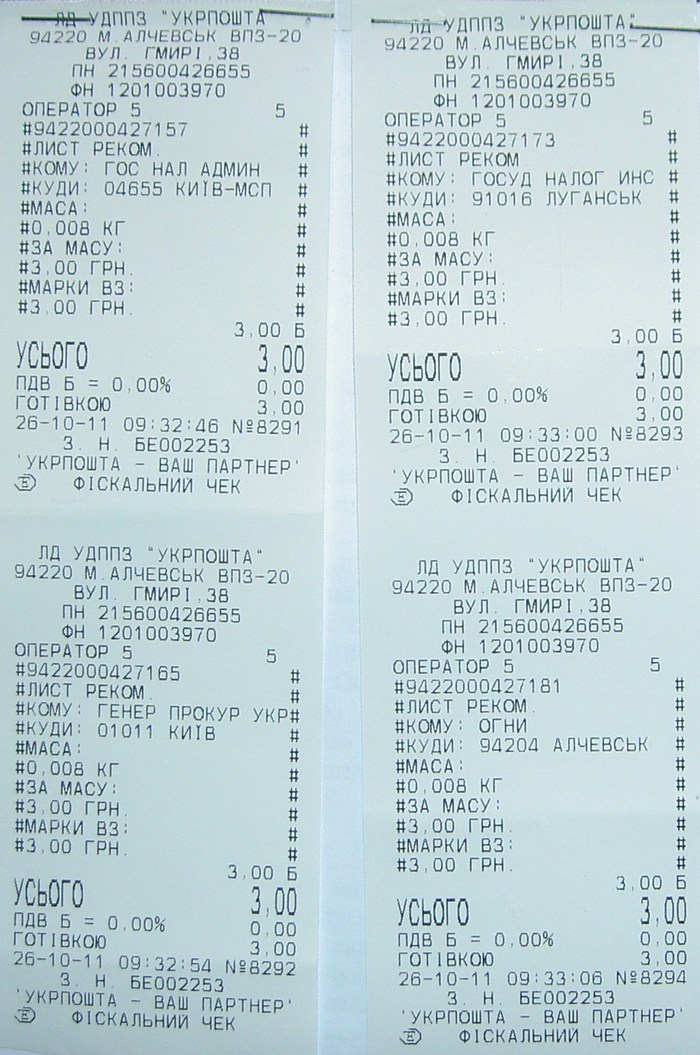 ЛД УДППЗ "УКРПОШТА"
94220 М.АЛЧЕВСЬК ВПЗ-20
ВУЛ. ГМИРІ,38
ПН 215600426655
ФН 1201003970
ОПЕРАТОР 5 5
#9422000427157 #
#ЛИСТ РЕКОМ. #
#КОМУ: ГОС НАЛ АДМИН #
#КУДИ: 04655 КИЇВ-МСП #
#МАСА: #
#0,008 КГ #
#ЗА МАСУ: #
#3,00 ГРН. #
#МАРКИ ВЗ: #
#3,00 ГРН. #
3,00 Б
УСЬОГО 3,00
ПДВ Б = 0,00% 0,00
ГОТІВКОЮ 3,00
26-10-11 09:32:46 №8291
З. Н. БЕ002253
'УКРПОШТА - ВАШ ПАРТНЕР'
ФІСКАЛЬНИЙ ЧЕК
ЛД УДППЗ "УКРПОШТА"
94220 М.АЛЧЕВСЬК ВПЗ-20
ВУЛ. ГМИРІ,38
ПН 215600426655
ФН 1201003970
ОПЕРАТОР 5 5
#9422000427165 #
#ЛИСТ РЕКОМ. #
#КОМУ: ГЕНЕР ПРОКУР УКР#
#КУДИ: 01011 КИЇВ #
#МАСА: #
#0,008 КГ #
#ЗА МАСУ: #
#3,00 ГРН. #
#МАРКИ ВЗ: #
#3,00 ГРН. #
3,00 Б
УСЬОГО 3,00
ПДВ Б = 0,00% 0,00
ГОТІВКОЮ 3,00
26-10-11 09:32:54 №8292
З. Н. БЕ002253
'УКРПОШТА - ВАШ ПАРТНЕР'
ФІСКАЛЬНИЙ ЧЕК
ЛД УДППЗ "УКРПОШТА"
94220 М.АЛЧЕВСЬК ВПЗ-20
ВУЛ. ГМИРІ,38
ПН 215600426655
ФН 1201003970
ОПЕРАТОР 5 5
#9422000427173 #
#ЛИСТ РЕКОМ #
#КОМУ: ГОСУД НАЛОГ ИНС #
#КУДИ: 91016 ЛУГАНСЬК #
#МАСА: #
#0,008 КГ #
#ЗА МАСУ: #
#3,00 ГРН. #
#МАРКИ ВЗ: #
#3,00 ГРН. #
3,00 Б
УСЬОГО 3,00
ПДВ Б = 0,00% 0,00
ГОТІВКОЮ 3,00
26-10-11 09:33:00 №8293
З. Н. БЕ002253
'УКРПОШТА - ВАШ ПАРТНЕР'
ФІСКАЛЬНИЙ ЧЕК
ЛД УДППЗ "УКРПОШТА"
94220 М.АЛЧЕВСЬК ВПЗ-20
ВУЛ. ГМИРІ,38
ПН 215600426655
ФН 1201003970
ОПЕРАТОР 5 5
#9422000427181 #
#ЛИСТ РЕКОМ. #
#КОМУ: ОГНИ #
#КУДИ: 94204 АЛЧЕВСЬК #
#МАСА: #
#0,008 КГ #
#ЗА МАСУ: #
#3,00 ГРН. #
#МАРКИ ВЗ: #
#3,00 ГРН. #
3,00 Б
УСЬОГО 3,00
ПДВ Б = 0,00% 0,00
ГОТІВКОЮ 3,00
26-10-11 09:33:06 №8294
З. Н. БЕ002253
'УКРПОШТА - ВАШ ПАРТНЕР'
ФІСКАЛЬНИЙ ЧЕК